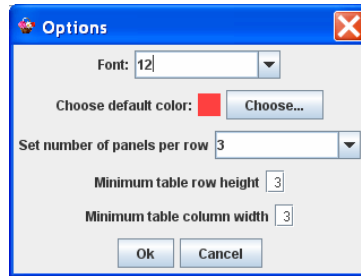 Options
Font: 12
Choose default color: Choose...
Set number of panels per row 3
Minimum table row height 3
Minimum table column width 3
Ok Cancel